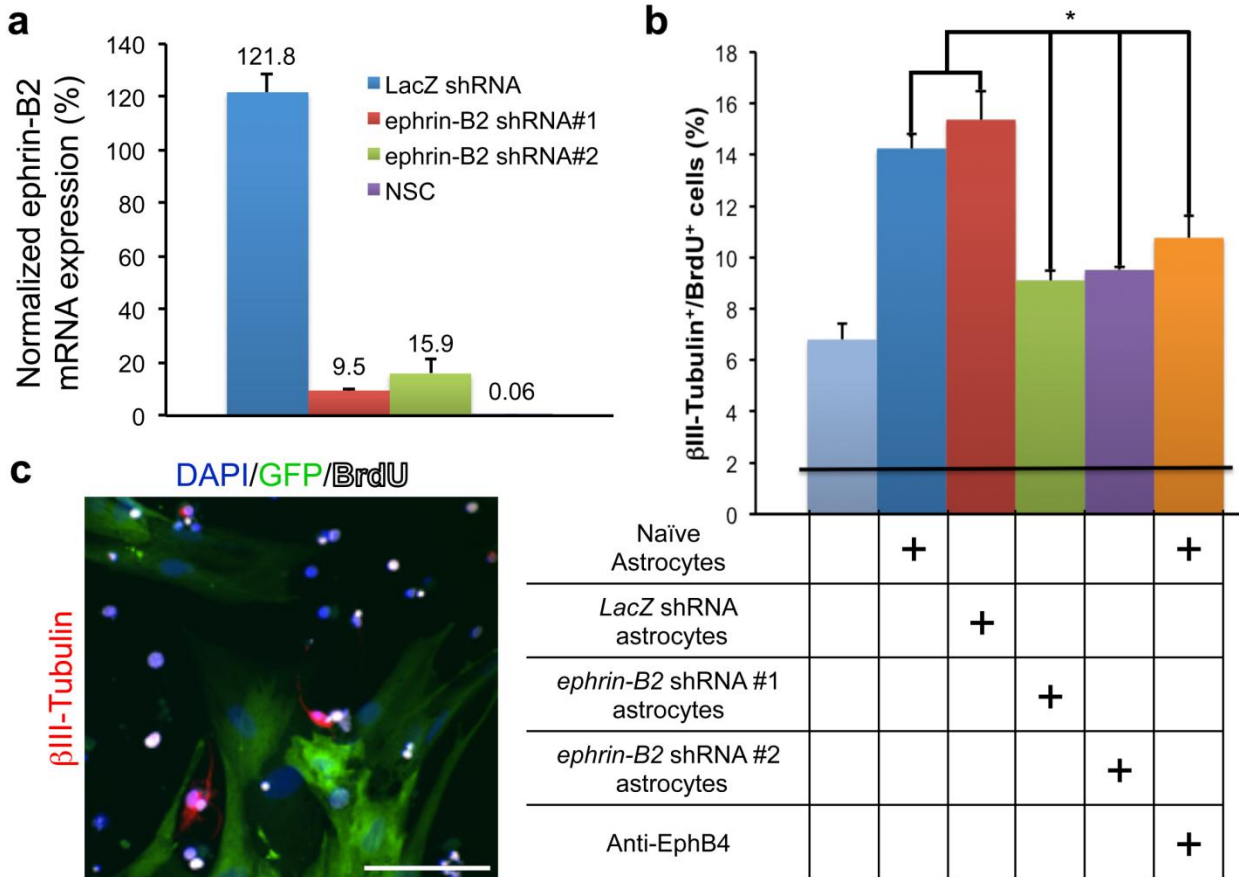 a
Normalized ephrin-B2
mRNA expression (%)
140
120
100
80
60
40
20
0
121.8
9.5
15.9
0.06
LacZ shRNA
ephrin-B2 shRNA#1
ephrin-B2 shRNA#2
NSC
b
*
βIII-Tubulin⁺/BrdU⁺ cells (%)
18
16
14
12
10
8
6
4
2
0
Naïve
Astrocytes
+
+
LacZ shRNA
astrocytes
+
ephrin-B2 shRNA #1
astrocytes
+
ephrin-B2 shRNA #2
astrocytes
+
Anti-EphB4
+
c
DAPI/GFP/BrdU
βIII-Tubulin